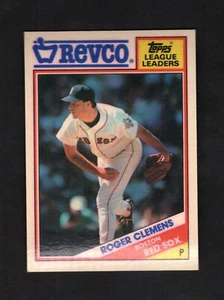 REVCO
Topps
LEAGUE
LEADERS
ROGER CLEMENS
BOSTON
RED SOX
P